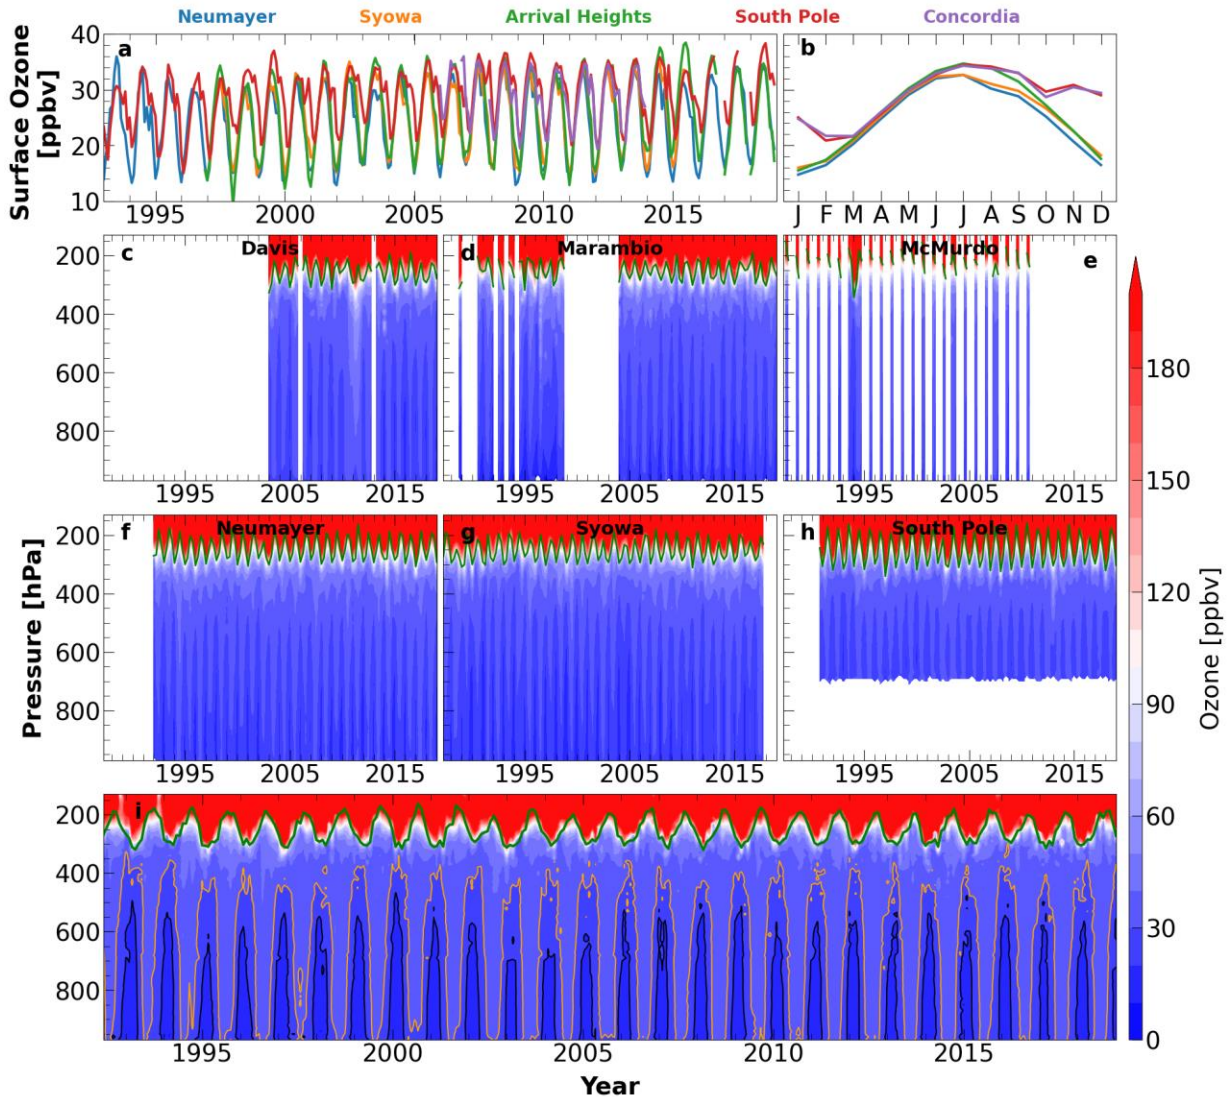 Neumayer Syowa Arrival Heights South Pole Concordia
Surface Ozone
[ppbv]
40
30
20
10
a
1995 2000 2005 2010 2015
b
J F M A M J J A S O N D
200
400
600
800
c Davis
1995 2005 2015
d Marambio
1995 2005 2015
McMurdo e
1995 2005 2015
Pressure [hPa]
200
400
600
800
f Neumayer
1995 2005 2015
g Syowa
1995 2005 2015
h South Pole
1995 2005 2015
200
400
600
800
i
1995 2000 2005 2010 2015
Year
180
150
120
90
60
30
0
Ozone [ppbv]